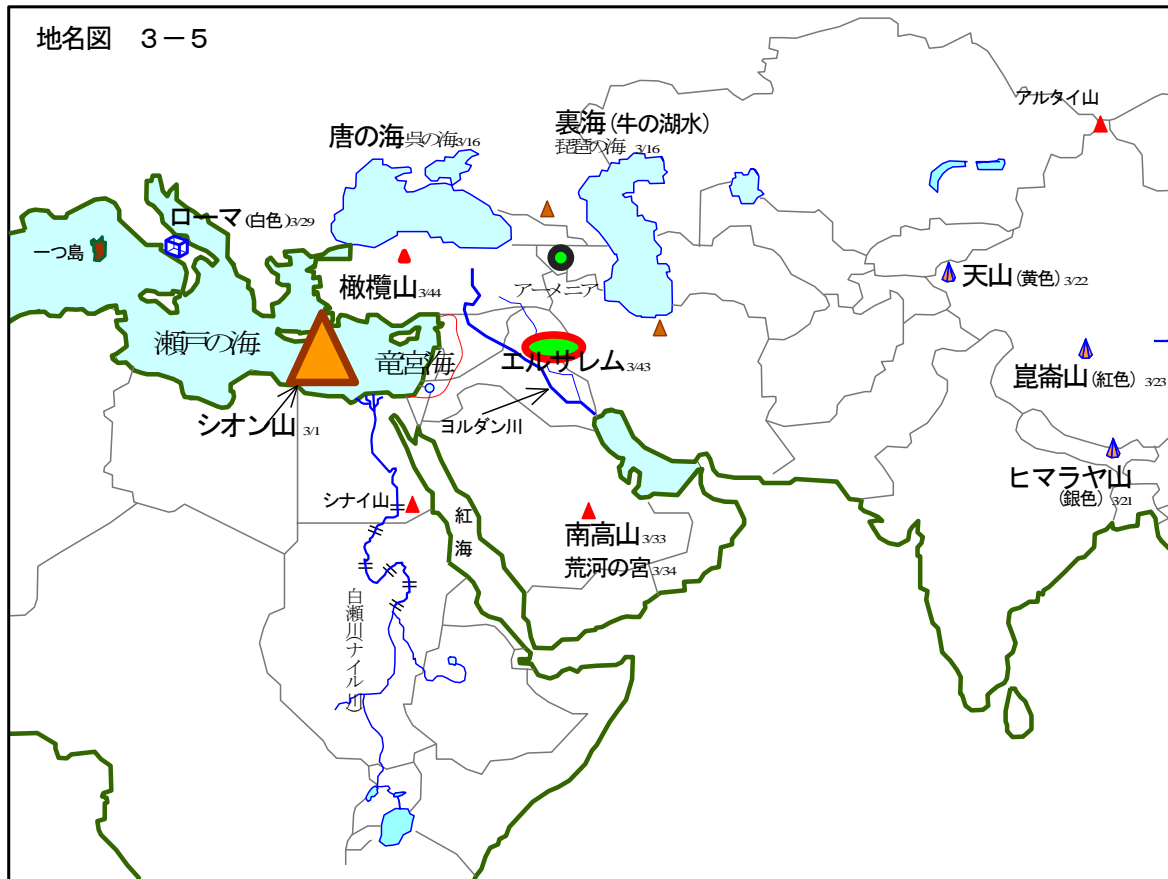 地名図 3-5
アルタイ山
裏海(牛の湖水)
唐の海呉の海3/16
琵琶の海 3/16
ローマ(白色)3/29
一つ島
天山(黄色)3/22
橄欖山3/44
アーメニア
瀬戸の海
竜宮海
エルサレム3/43
崑崙山(紅色) 3/23
シオン山 3/1
ヨルダン川
ヒマラヤ山
(銀色)3/21
シナイ山
紅海
南高山3/33
荒河の宮3/34
白瀬川(ナイル川)